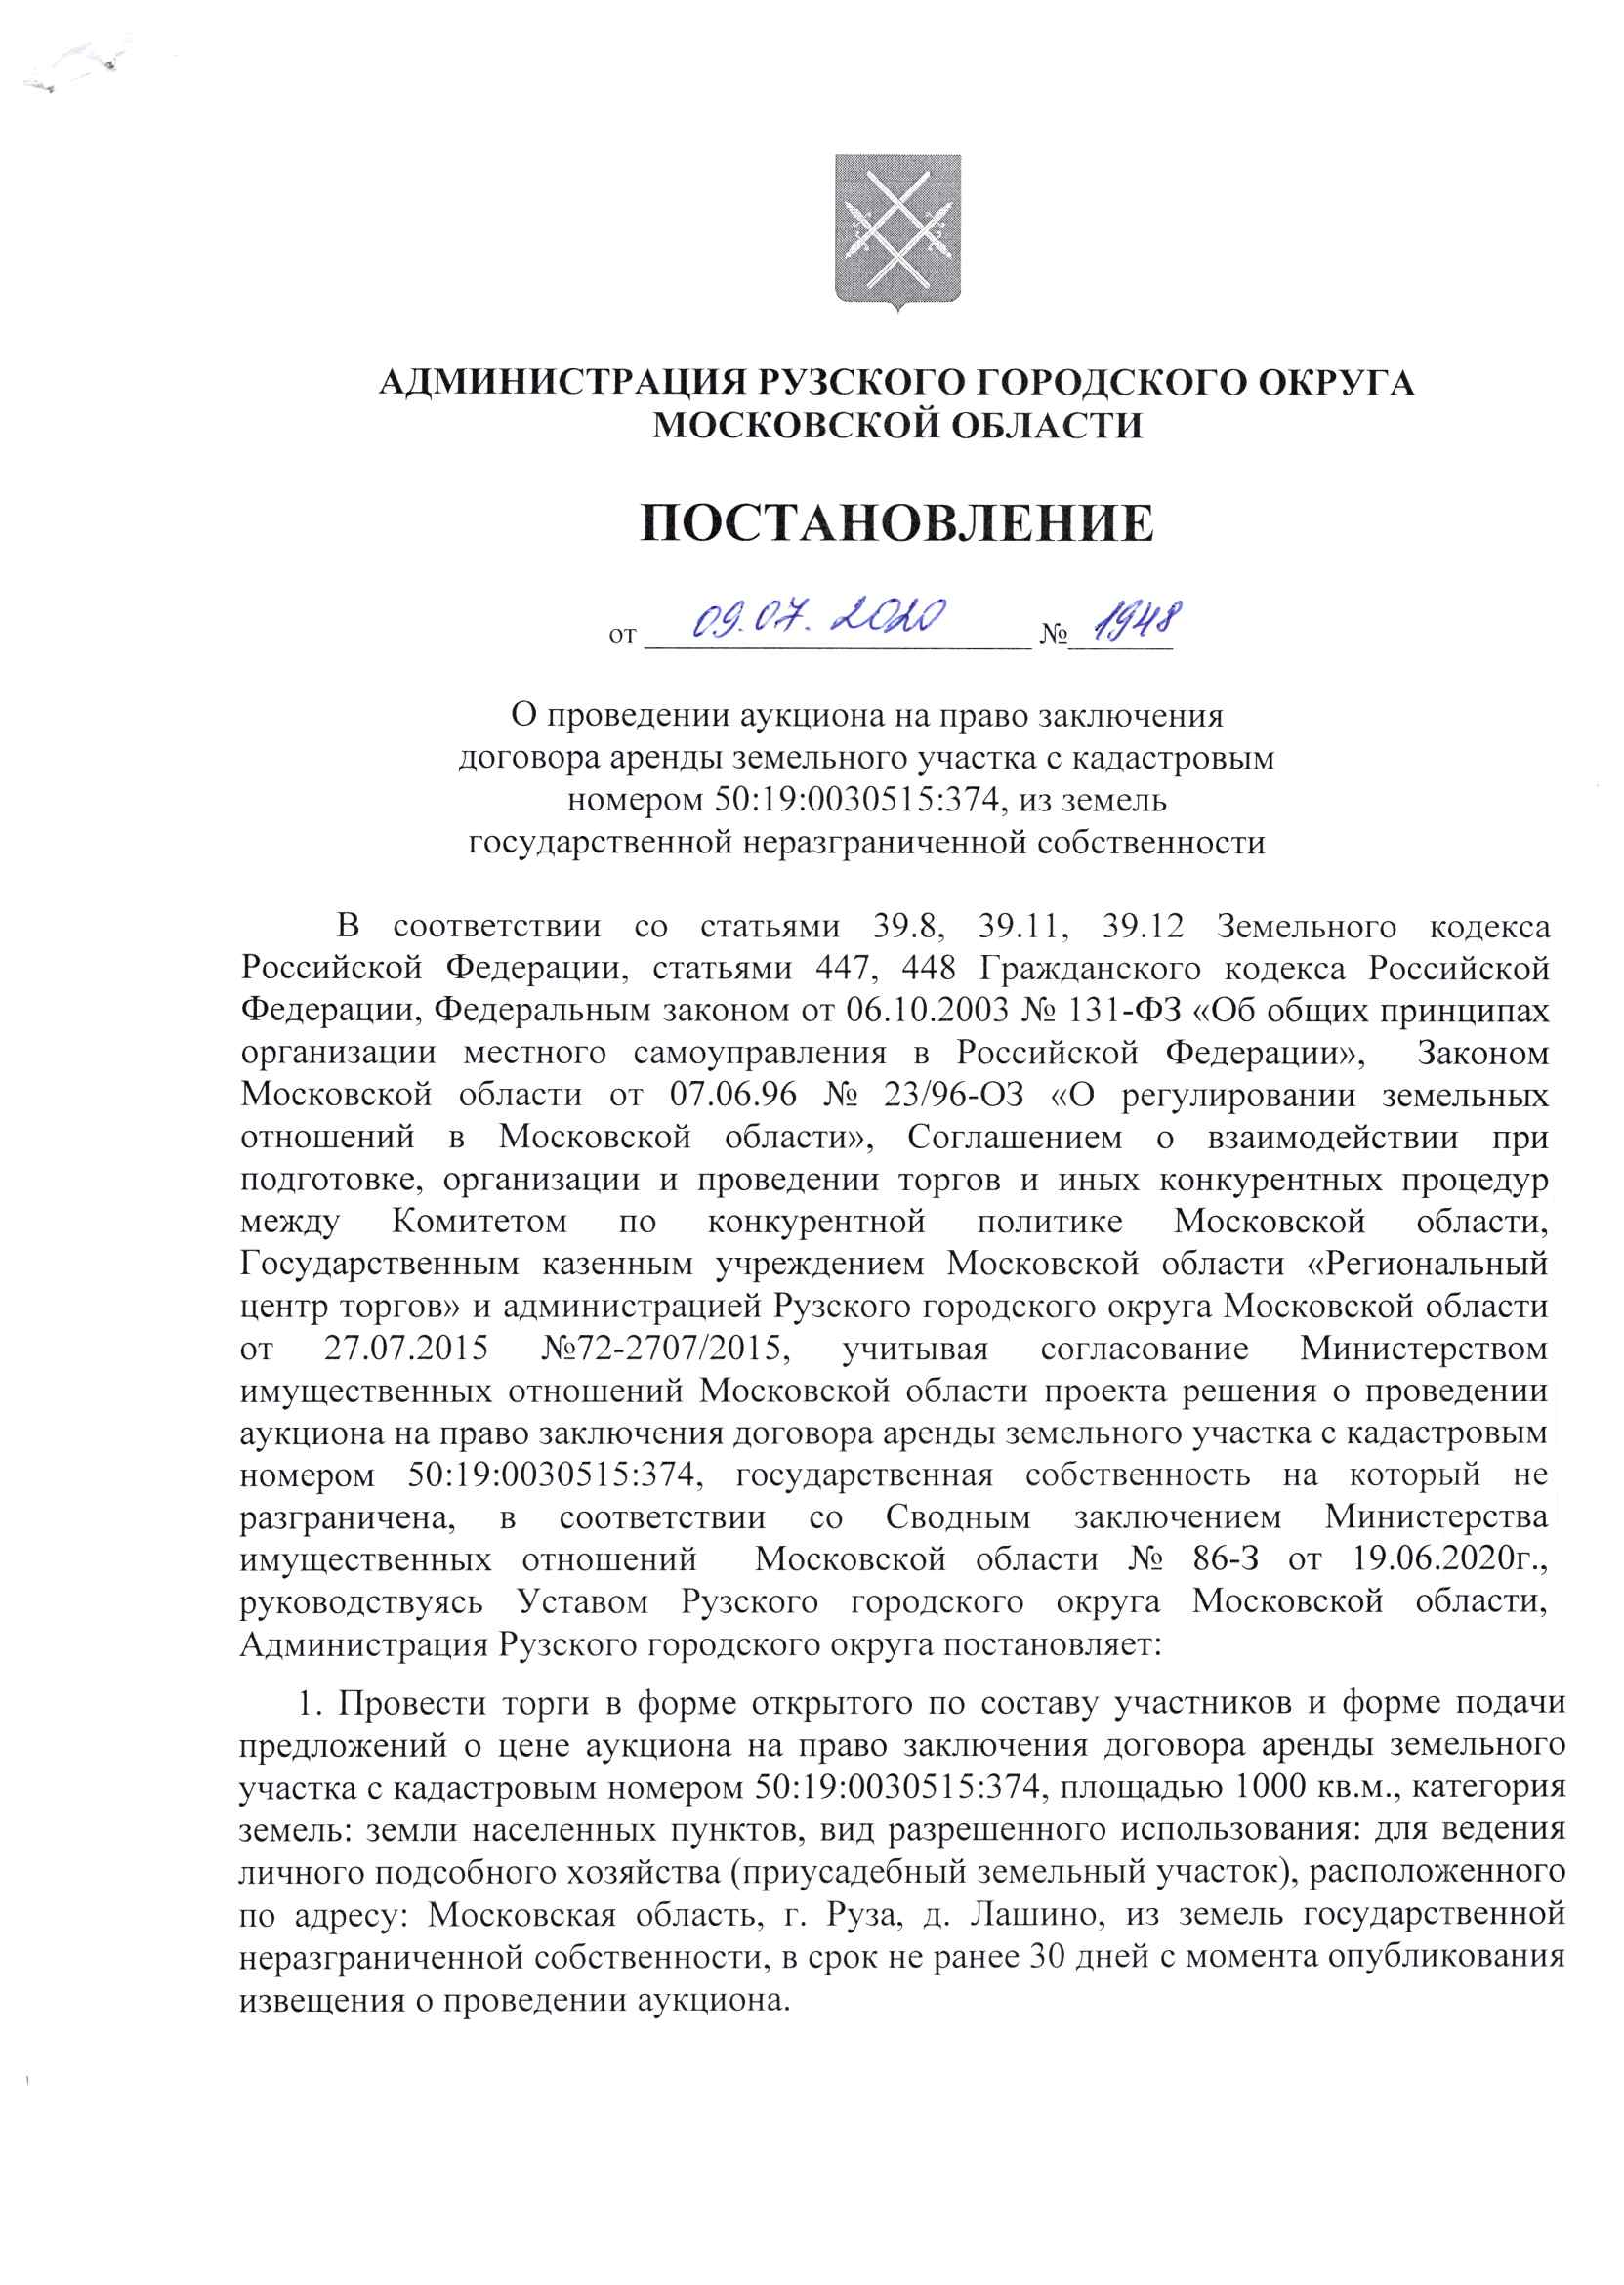 АДМИНИСТРАЦИЯ РУЗСКОГО ГОРОДСКОГО ОКРУГА
МОСКОВСКОЙ ОБЛАСТИ
ПОСТАНОВЛЕНИЕ
от 09.07.2020 № 1948
О проведении аукциона на право заключения
договора аренды земельного участка с кадастровым
номером 50:19:0030515:374, из земель
государственной неразграниченной собственности
В соответствии со статьями 39.8, 39.11, 39.12 Земельного кодекса
Российской Федерации, статьями 447, 448 Гражданского кодекса Российской
Федерации, Федеральным законом от 06.10.2003 № 131-ФЗ «Об общих принципах
организации местного самоуправления в Российской Федерации», Законом
Московской области от 07.06.96 № 23/96-ОЗ «О регулировании земельных
отношений в Московской области», Соглашением о взаимодействии при
подготовке, организации и проведении торгов и иных конкурентных процедур
между Комитетом по конкурентной политике Московской области,
Государственным казенным учреждением Московской области «Региональный
центр торгов» и администрацией Рузского городского округа Московской области
от 27.07.2015 №72-2707/2015, учитывая согласование Министерством
имущественных отношений Московской области проекта решения о проведении
аукциона на право заключения договора аренды земельного участка с кадастровым
номером 50:19:0030515:374, государственная собственность на который не
разграничена, в соответствии со Сводным заключением Министерства
имущественных отношений Московской области № 86-З от 19.06.2020г.,
руководствуясь Уставом Рузского городского округа Московской области,
Администрация Рузского городского округа постановляет:
1. Провести торги в форме открытого по составу участников и форме подачи
предложений о цене аукциона на право заключения договора аренды земельного
участка с кадастровым номером 50:19:0030515:374, площадью 1000 кв.м., категория
земель: земли населенных пунктов, вид разрешенного использования: для ведения
личного подсобного хозяйства (приусадебный земельный участок), расположенного
по адресу: Московская область, г. Руза, д. Лашино, из земель государственной
неразграниченной собственности, в срок не ранее 30 дней с момента опубликования
извещения о проведении аукциона.